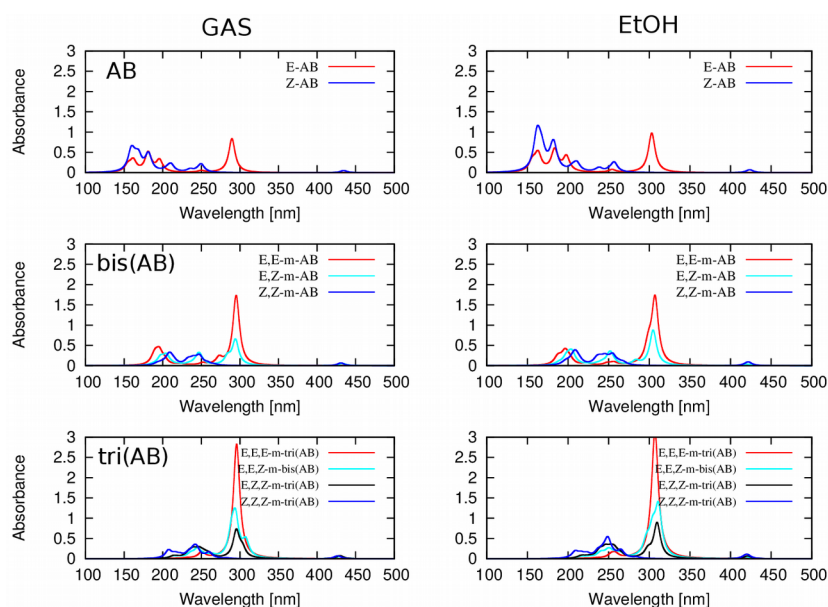 GAS
EtOH
AB
Absorbance
3
2.5
2
1.5
1
0.5
0
E-AB
Z-AB
100 150 200 250 300 350 400 450 500
Wavelength [nm]
Absorbance
3
2.5
2
1.5
1
0.5
0
E-AB
Z-AB
100 150 200 250 300 350 400 450 500
Wavelength [nm]
bis(AB)
Absorbance
3
2.5
2
1.5
1
0.5
0
E,E-m-AB
E,Z-m-AB
Z,Z-m-AB
100 150 200 250 300 350 400 450 500
Wavelength [nm]
Absorbance
3
2.5
2
1.5
1
0.5
0
E,E-m-AB
E,Z-m-AB
Z,Z-m-AB
100 150 200 250 300 350 400 450 500
Wavelength [nm]
tri(AB)
Absorbance
3
2.5
2
1.5
1
0.5
0
E,E,E-m-tri(AB)
E,E,Z-m-bis(AB)
E,Z,Z-m-tri(AB)
Z,Z,Z-m-tri(AB)
100 150 200 250 300 350 400 450 500
Wavelength [nm]
Absorbance
3
2.5
2
1.5
1
0.5
0
E,E,E-m-tri(AB)
E,E,Z-m-bis(AB)
E,Z,Z-m-tri(AB)
Z,Z,Z-m-tri(AB)
100 150 200 250 300 350 400 450 500
Wavelength [nm]